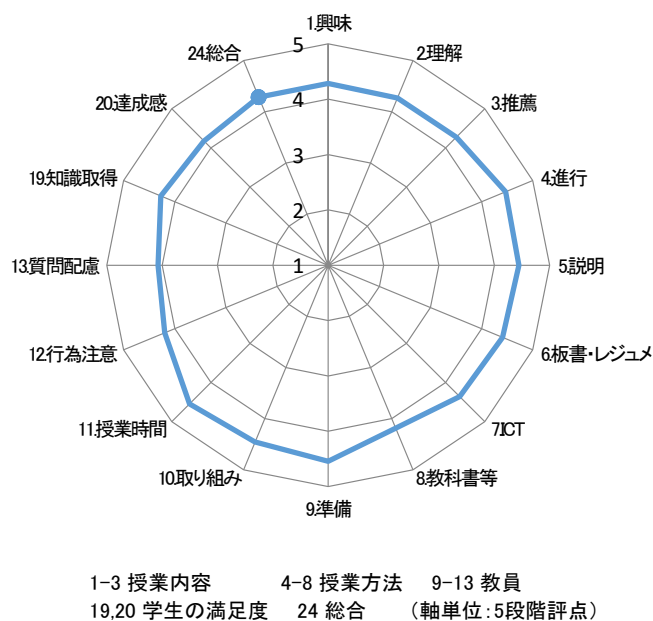 1.興味
2.理解
3.推薦
4.進行
5.説明
6.板書・レジュメ
7.ICT
8.教科書等
9.準備
10.取り組み
11.授業時間
12.行為注意
13.質問配慮
19.知識取得
20.達成感
24.総合
5
4
3
2
1
1-3 授業内容 4-8 授業方法 9-13 教員
19,20 学生の満足度 24 総合 (軸単位:5段階評点)